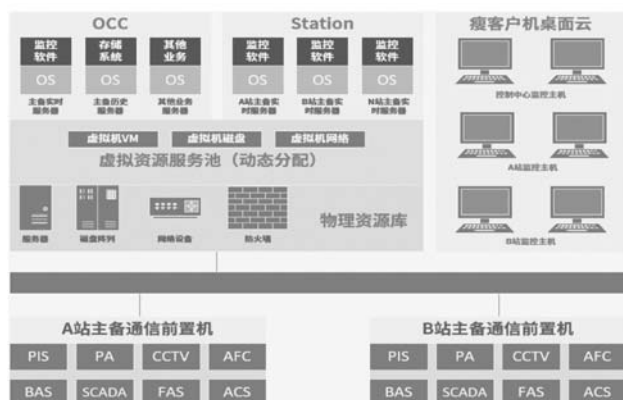 OCC
Station
瘦客户机桌面云
监控软件
存储系统
其他业务
监控软件
监控软件
监控软件
OS
OS
OS
OS
OS
OS
主备实时服务器
主备历史服务器
其他业务服务器
A站主备实时服务器
B站主备实时服务器
N站主备实时服务器
控制中心监控主机
虚拟机VM
虚拟机磁盘
虚拟机网络
虚拟资源服务池（动态分配）
A站监控主机
服务器
磁盘阵列
网络设备
防火墙
物理资源库
B站监控主机
A站主备通信前置机
B站主备通信前置机
PIS
PA
CCTV
AFC
PIS
PA
CCTV
AFC
BAS
SCADA
FAS
ACS
BAS
SCADA
FAS
ACS